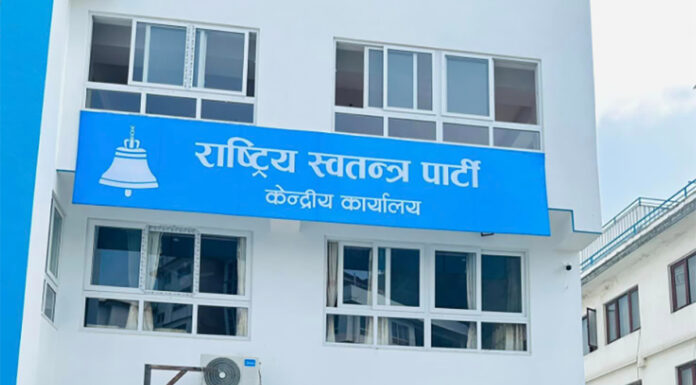 राष्ट्रिय स्वतन्त्र पार्टी
केन्द्रीय कार्यालय